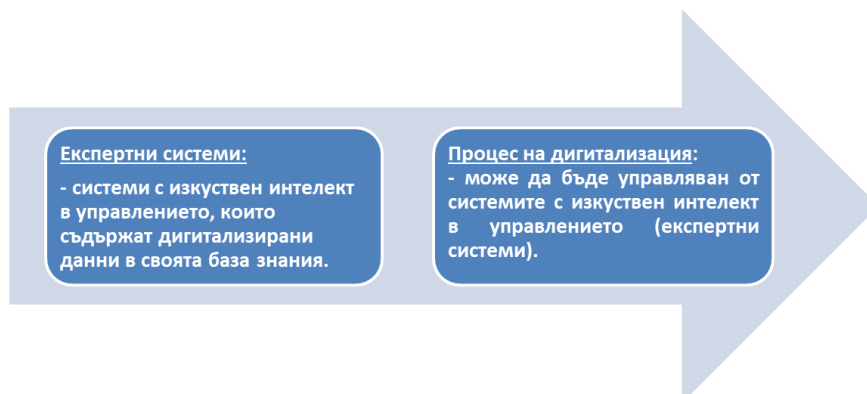 Експертни системи:
- системи с изкуствен интелект
в управлението, които
съдържат дигитализирани
данни в своята база знания.
Процес на дигитализация:
- може да бъде управляван от
системите с изкуствен интелект
в управлението (експертни
системи).